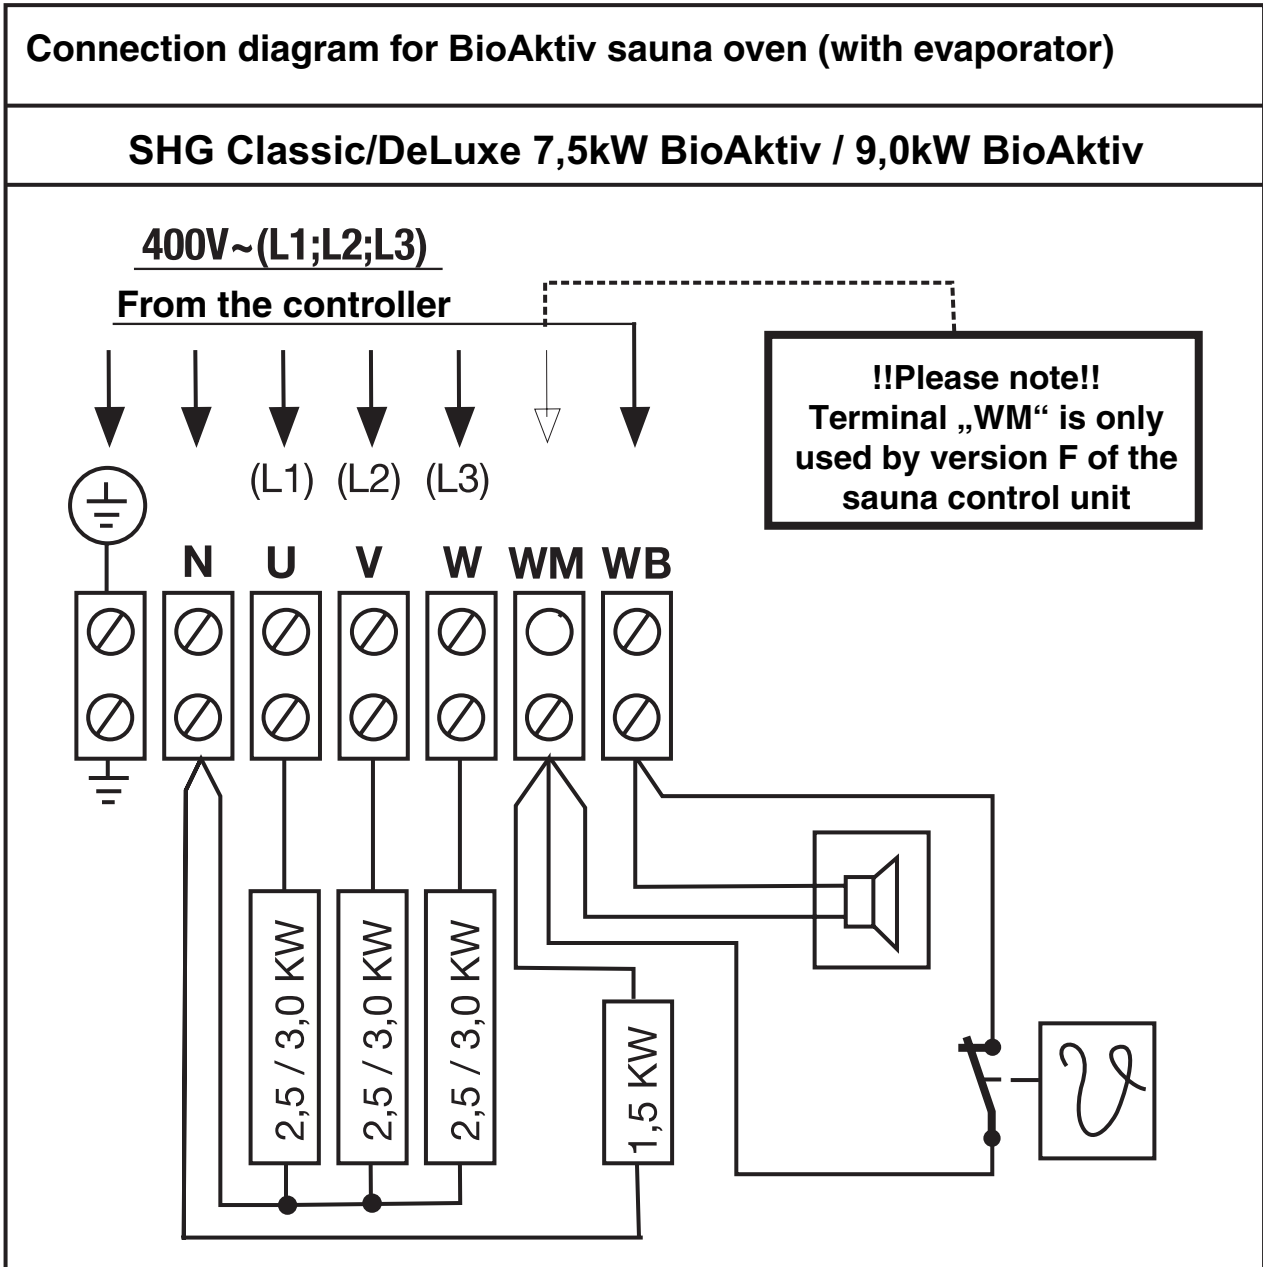 Connection diagram for BioAktiv sauna oven (with evaporator)
SHG Classic/DeLuxe 7,5kW BioAktiv / 9,0kW BioAktiv
400V~(L1;L2;L3)
From the controller
!!Please note!!
Terminal „WM“ is only
used by version F of the
sauna control unit
(L1) (L2) (L3)
N U V W WM WB
2,5 / 3,0 KW
2,5 / 3,0 KW
2,5 / 3,0 KW
1,5 KW
ϑ